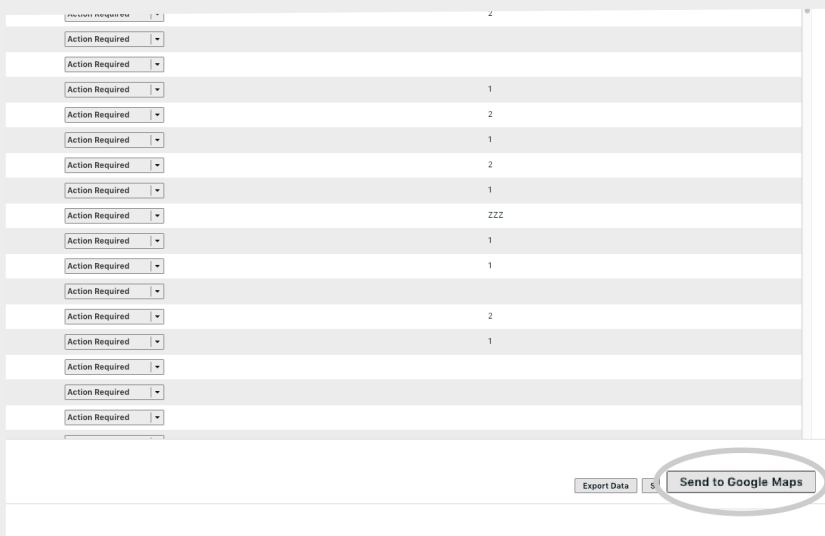 Action Required 2
Action Required
Action Required
Action Required 1
Action Required 2
Action Required 1
Action Required 2
Action Required 1
Action Required ZZZ
Action Required 1
Action Required 1
Action Required
Action Required 2
Action Required 1
Action Required
Action Required
Action Required
Export Data S Send to Google Maps